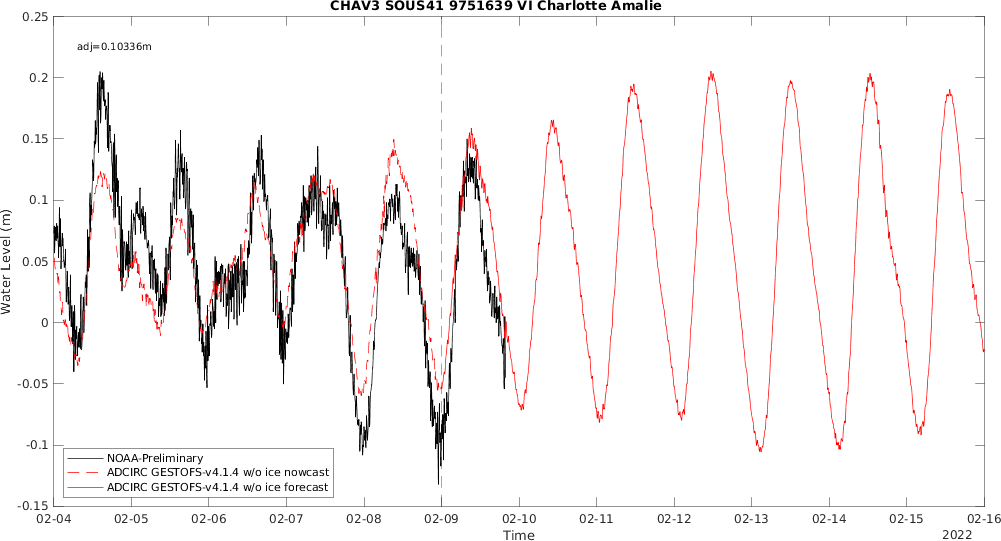 CHAV3 SOUS41 9751639 VI Charlotte Amalie
adj=0.10336m
0.25
0.2
0.15
0.1
0.05
0
-0.05
-0.1
-0.15
Water Level (m)
NOAA-Preliminary
ADCIRC GESTOFS-v4.1.4 w/o ice nowcast
ADCIRC GESTOFS-v4.1.4 w/o ice forecast
02-04 02-05 02-06 02-07 02-08 02-09 02-10 02-11 02-12 02-13 02-14 02-15 02-16
Time
2022